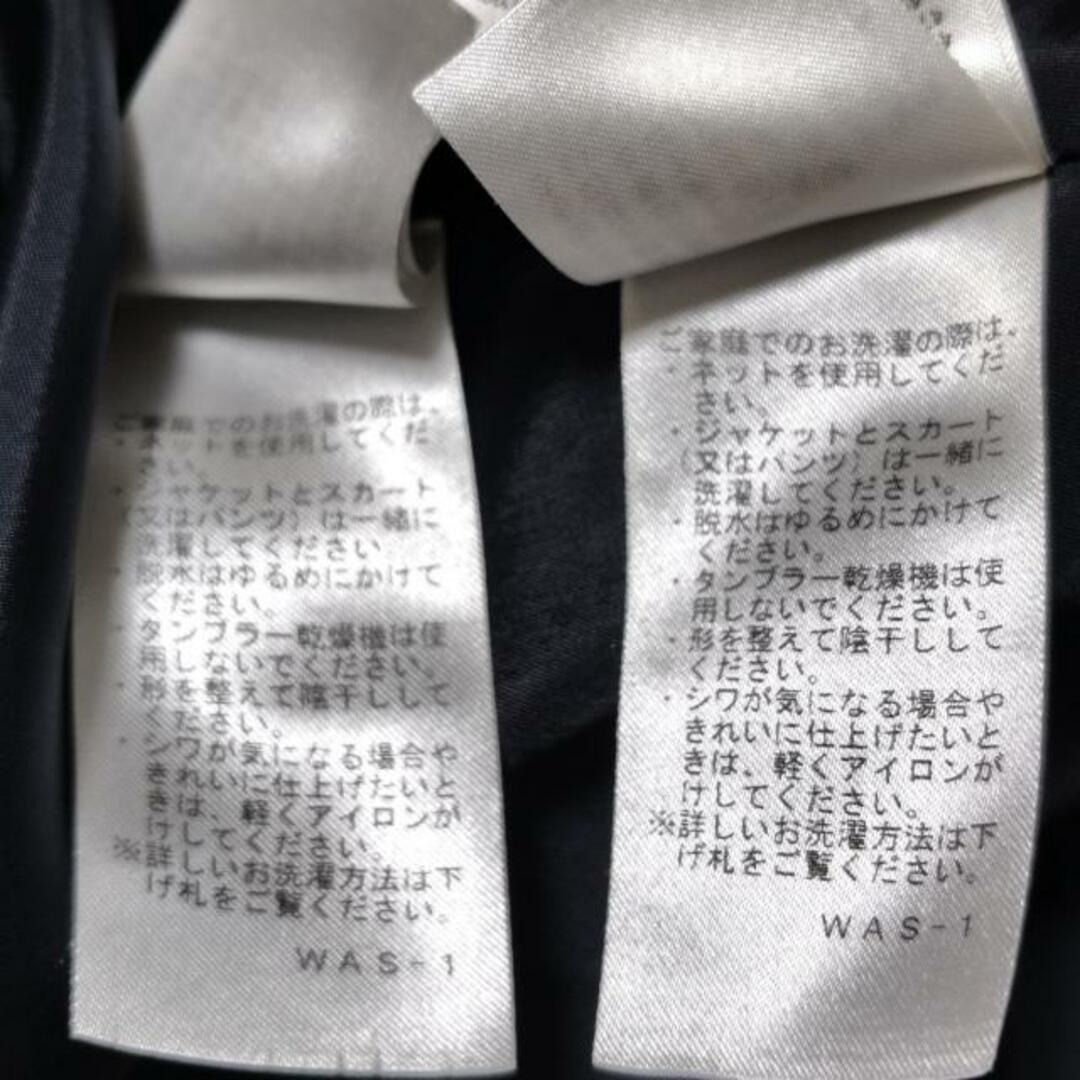 ご家庭でのお洗濯の際は、
・ネットを使用してくだ
さい。
・ジャケットとスカート
(又はパンツ)は一緒に
洗濯してください
・脱水はゆるめにかけて
ください。
・タンブラー乾燥機は使
用しないでください。
・形を整えて陰干しして
ください。
・シワが気になる場合や
きれいに仕上げたいと
きは、軽くアイロンが
けしてください。
※詳しいお洗濯方法は下
げ札をご覧ください。
WAS-1
ご家庭でのお洗濯の際は、
・ネットを使用してくだ
さい。
・ジャケットとスカート
(又はパンツ)は一緒に
洗濯してください。
・脱水はゆるめにかけて
ください。
・タンブラー乾燥機は使
用しないでください。
・形を整えて陰干しして
ください。
・シワが気になる場合や
きれいに仕上げたいと
きは、軽くアイロンが
けしてください。
※詳しいお洗濯方法は下
げ札をご覧ください。
WAS-1